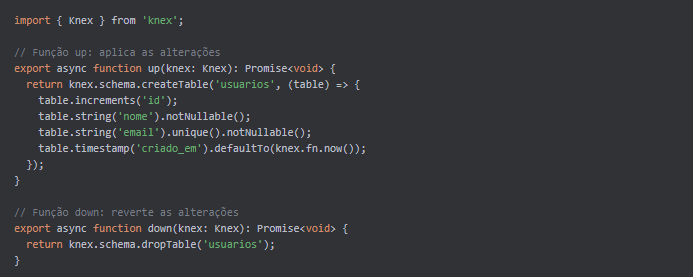 import { Knex } from 'knex';
// Função up: aplica as alterações
export async function up(knex: Knex): Promise<void> {
  return knex.schema.createTable('usuarios', (table) => {
    table.increments('id');
    table.string('nome').notNullable();
    table.string('email').unique().notNullable();
    table.timestamp('criado_em').defaultTo(knex.fn.now());
  });
}
// Função down: reverte as alterações
export async function down(knex: Knex): Promise<void> {
  return knex.schema.dropTable('usuarios');
}